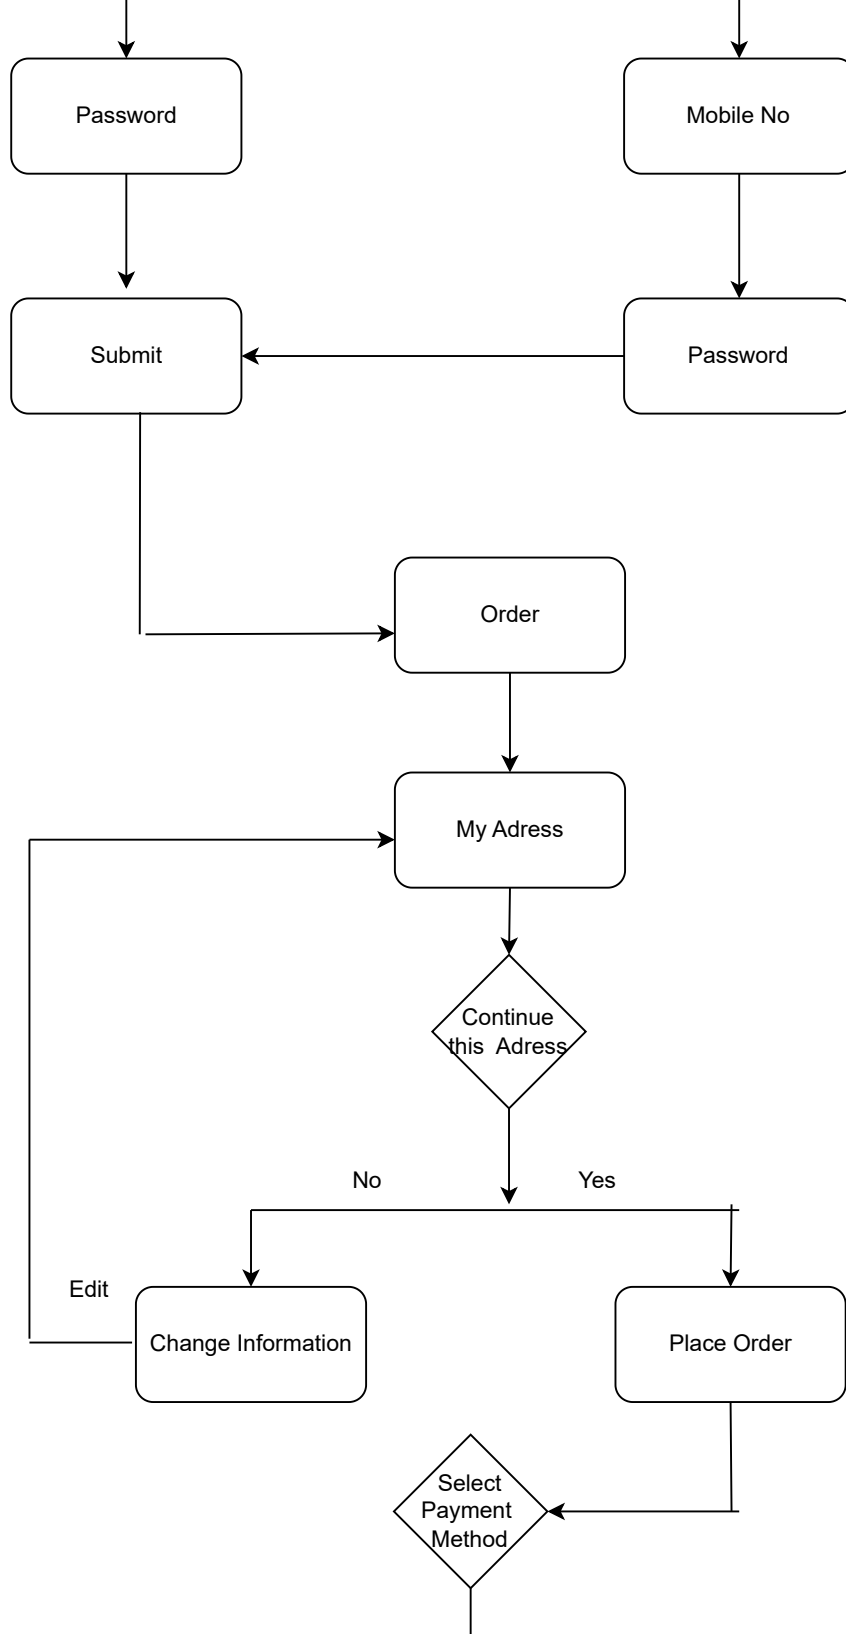 Password
Mobile No
Submit
Password
Order
My Adress
Continue
this  Adress
No
Yes
Edit
Change Information
Place Order
Select
Payment
Method